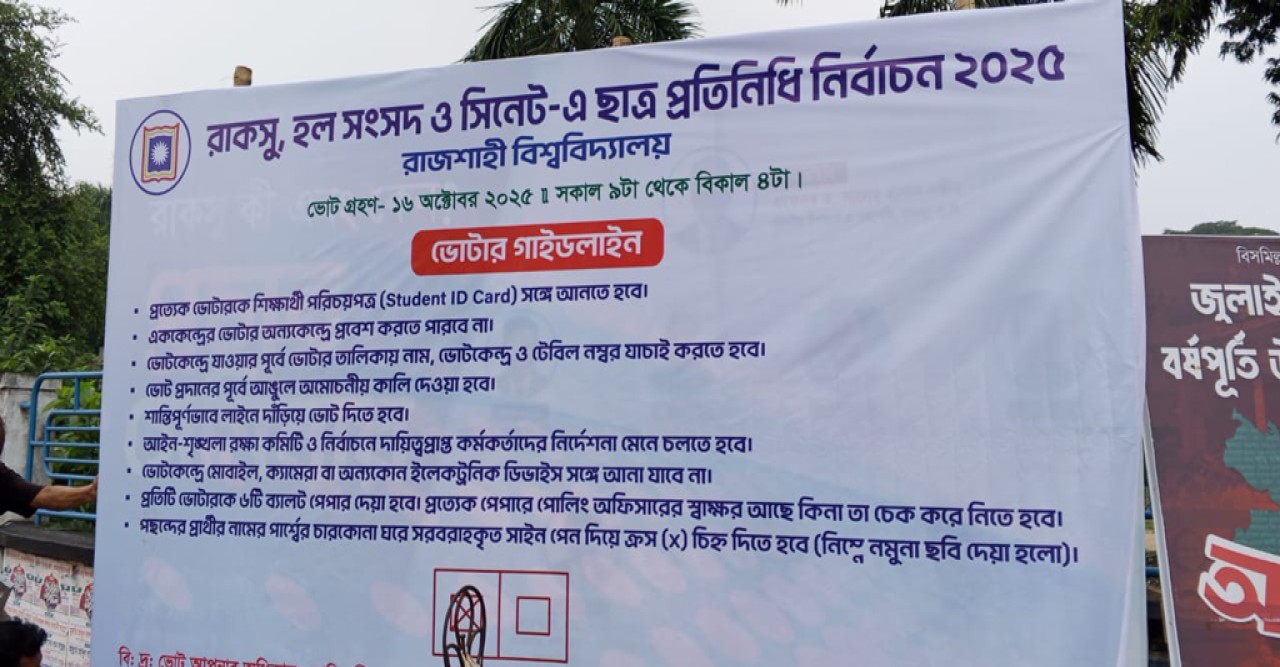 রাকসু, হল সংসদ ও সিনেট-এ ছাত্র প্রতিনিধি নির্বাচন ২০২৫
রাজশাহী বিশ্ববিদ্যালয়
ভোট গ্রহণ- ১৬ অক্টোবর ২০২৫ ॥ সকাল ৯টা থেকে বিকাল ৪টা।
ভোটার গাইডলাইন
• প্রত্যেক ভোটারকে শিক্ষার্থী পরিচয়পত্র (Student ID Card) সঙ্গে আনতে হবে।
• এককেন্দ্রের ভোটার অন্যকেন্দ্রে প্রবেশ করতে পারবে না।
• ভোটকেন্দ্রে যাওয়ার পূর্বে ভোটার তালিকায় নাম, ভোটকেন্দ্র ও টেবিল নম্বর যাচাই করতে হবে।
• ভোট প্রদানের পূর্বে আঙুলে অমোচনীয় কালি দেওয়া হবে।
• শান্তিপূর্ণভাবে লাইনে দাঁড়িয়ে ভোট দিতে হবে।
• আইন-শৃঙ্খলা রক্ষা কমিটি ও নির্বাচনে দায়িত্বপ্রাপ্ত কর্মকর্তাদের নির্দেশনা মেনে চলতে হবে।
• ভোটকেন্দ্রে মোবাইল, ক্যামেরা বা অন্যকোন ইলেকট্রনিক ডিভাইস সঙ্গে আনা যাবে না।
• প্রতিটি ভোটারকে ৬টি ব্যালট পেপার দেয়া হবে। প্রত্যেক পেপারে পোলিং অফিসারের স্বাক্ষর আছে কিনা তা চেক করে নিতে হবে।
• পছন্দের প্রার্থীর নামের পার্শ্বের চারকোনা ঘরে সরবরাহকৃত সাইন পেন দিয়ে ক্রস (x) চিহ্ন দিতে হবে (নিম্নে নমুনা ছবি দেয়া হলো)।
বি: দ্র: ভোট আপনার
বিসমিল্ল
জুলাই
বর্ষপূর্তি উ